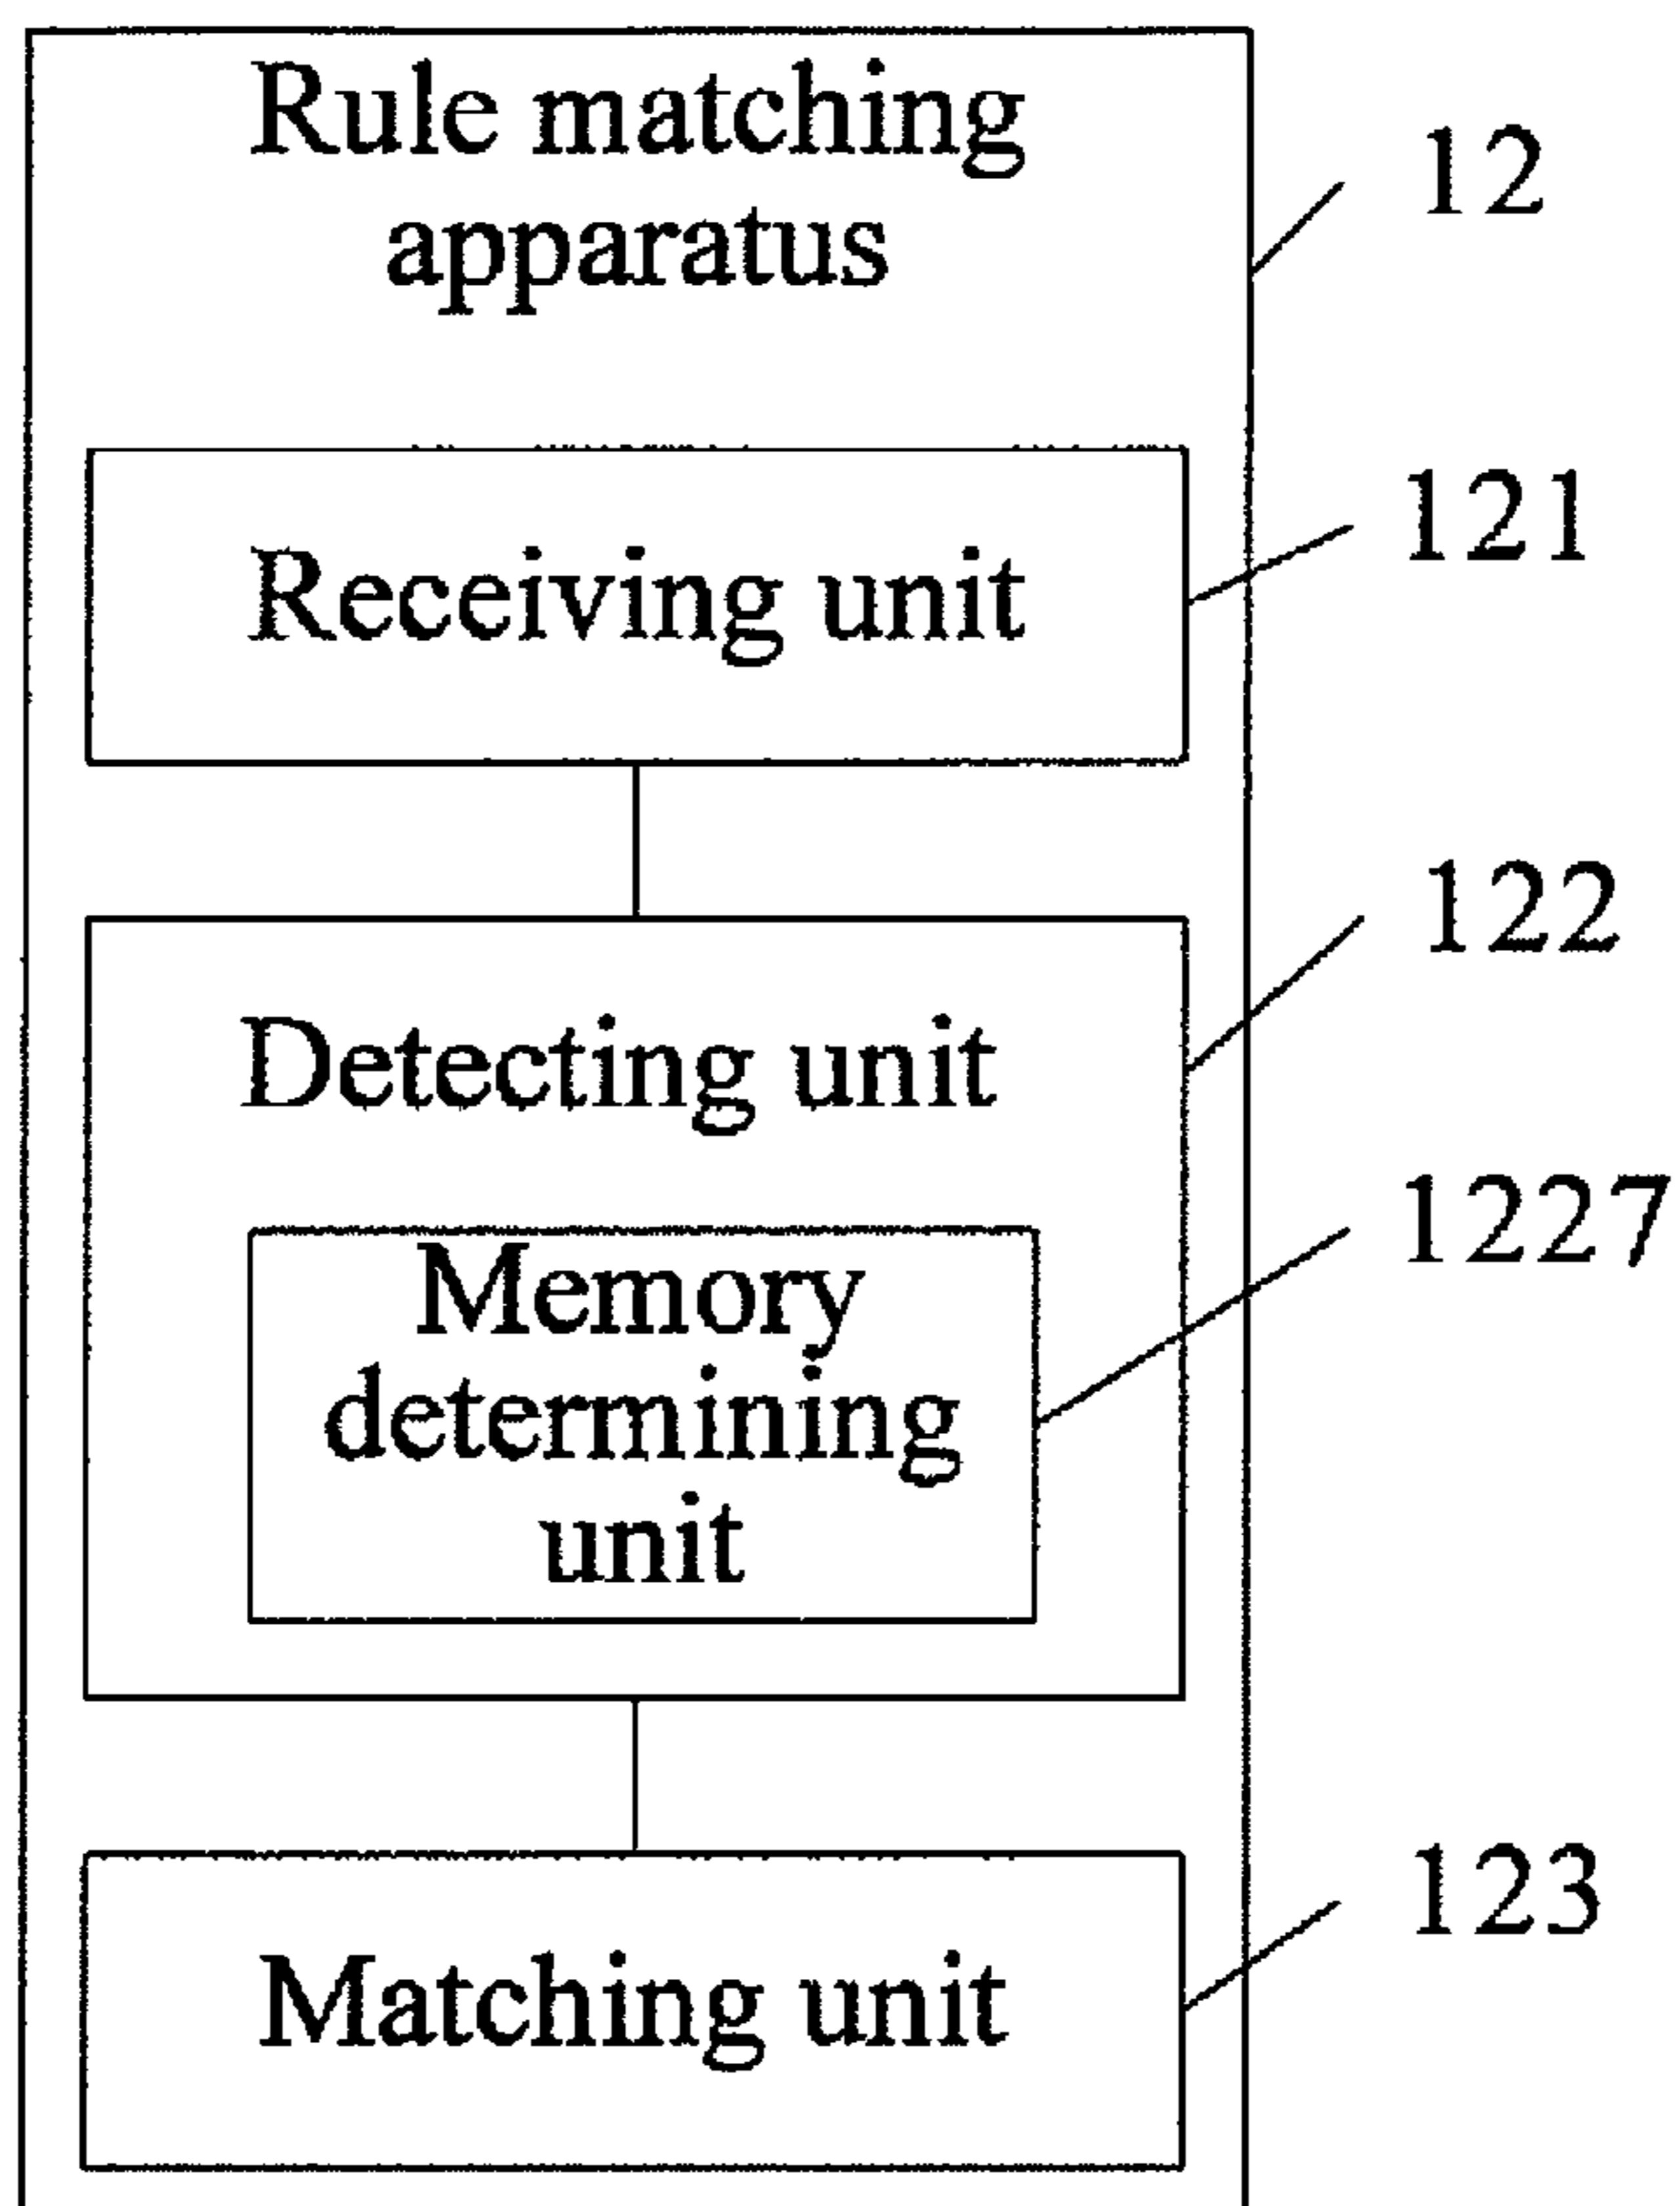 Rule matching
apparatus
12
Receiving unit
121
Detecting unit
122
Memory
determining
unit
1227
Matching unit
123